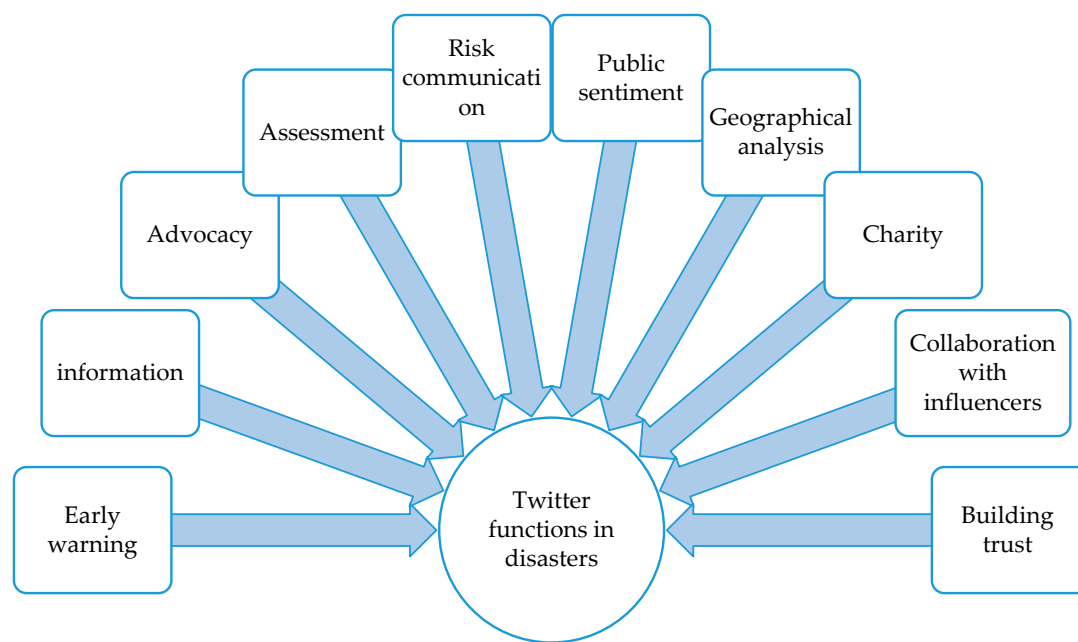 Risk
communicati
on
Public
sentiment
Assessment
Geographical
analysis
Advocacy
Charity
information
Collaboration
with
influencers
Early
warning
Twitter
functions in
disasters
Building
trust